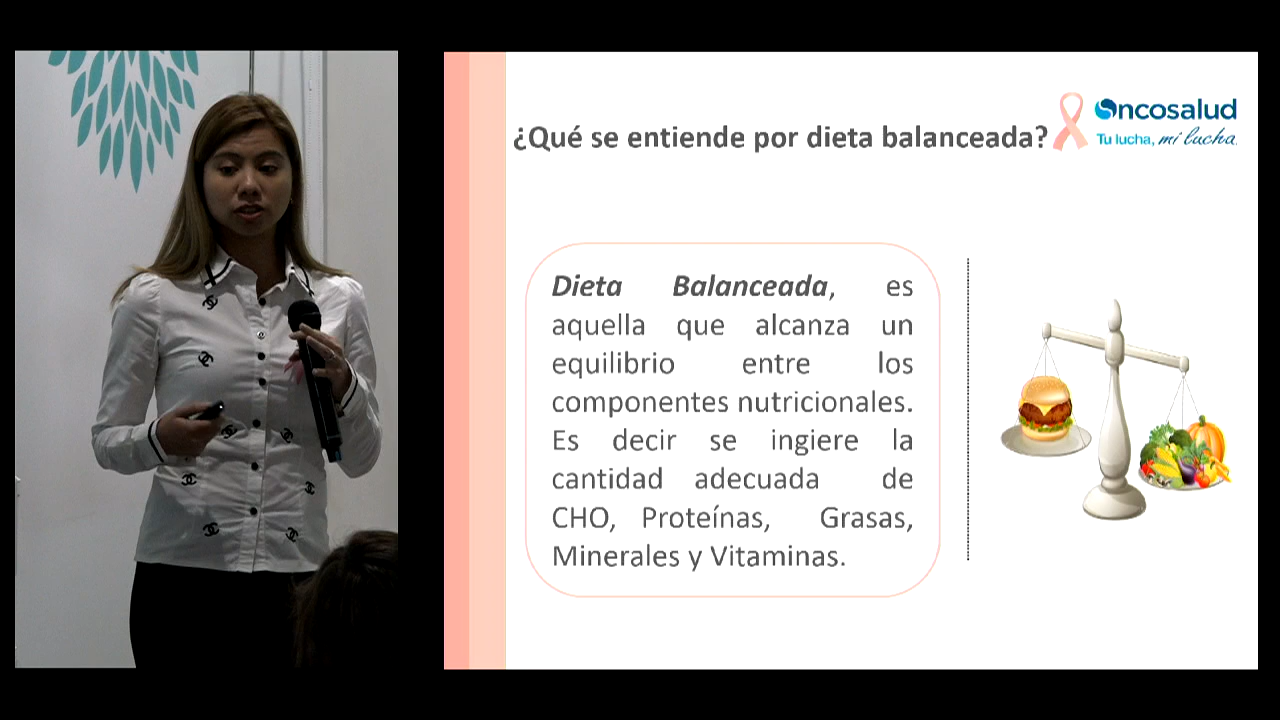 ¿Qué se entiende por dieta balanceada?
Oncosalud
Tu lucha, mi lucha.
Dieta Balanceada, es
aquella que alcanza un
equilibrio entre los
componentes nutricionales.
Es decir se ingiere la
cantidad adecuada de
CHO, Proteínas, Grasas,
Minerales y Vitaminas.